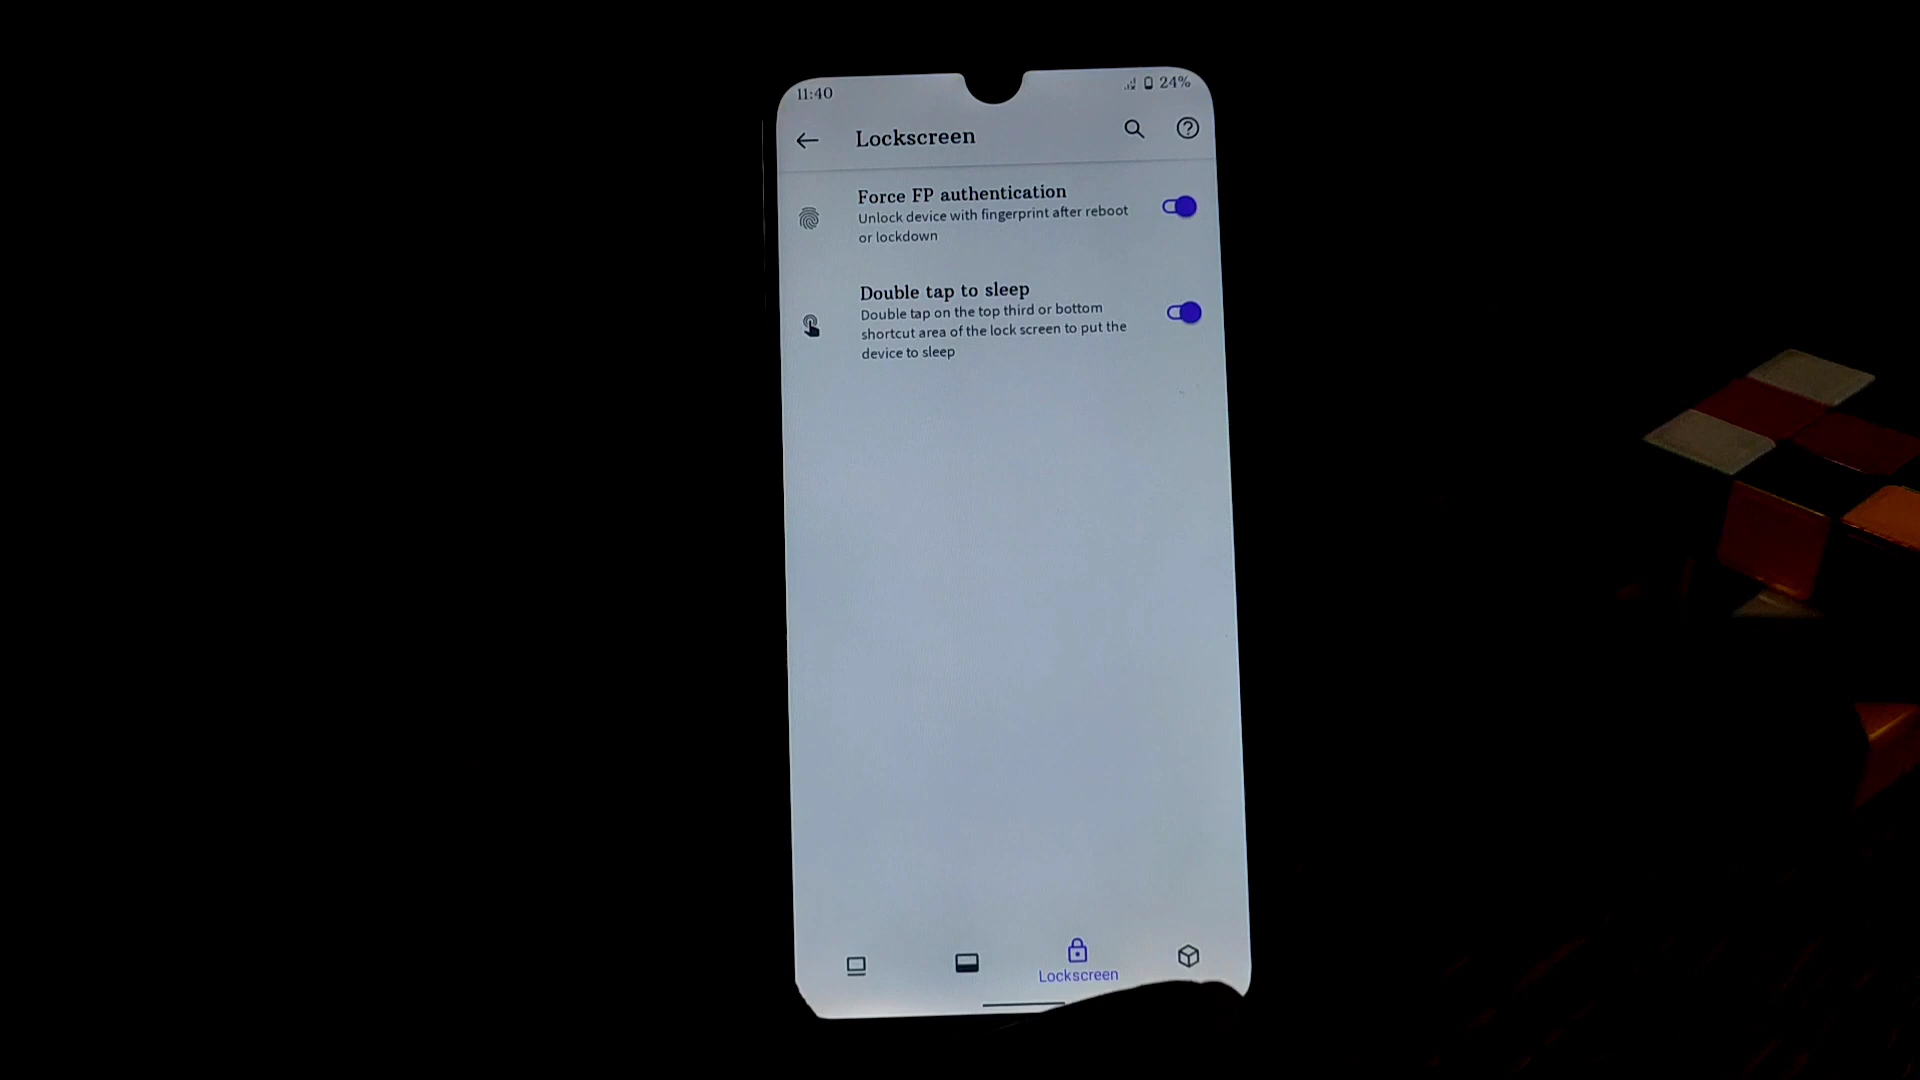 11:40
24%
Lockscreen
Force FP authentication
Unlock device with fingerprint after reboot
or lockdown
Double tap to sleep
Double tap on the top third or bottom
shortcut area of the lock screen to put the
device to sleep
Lockscreen